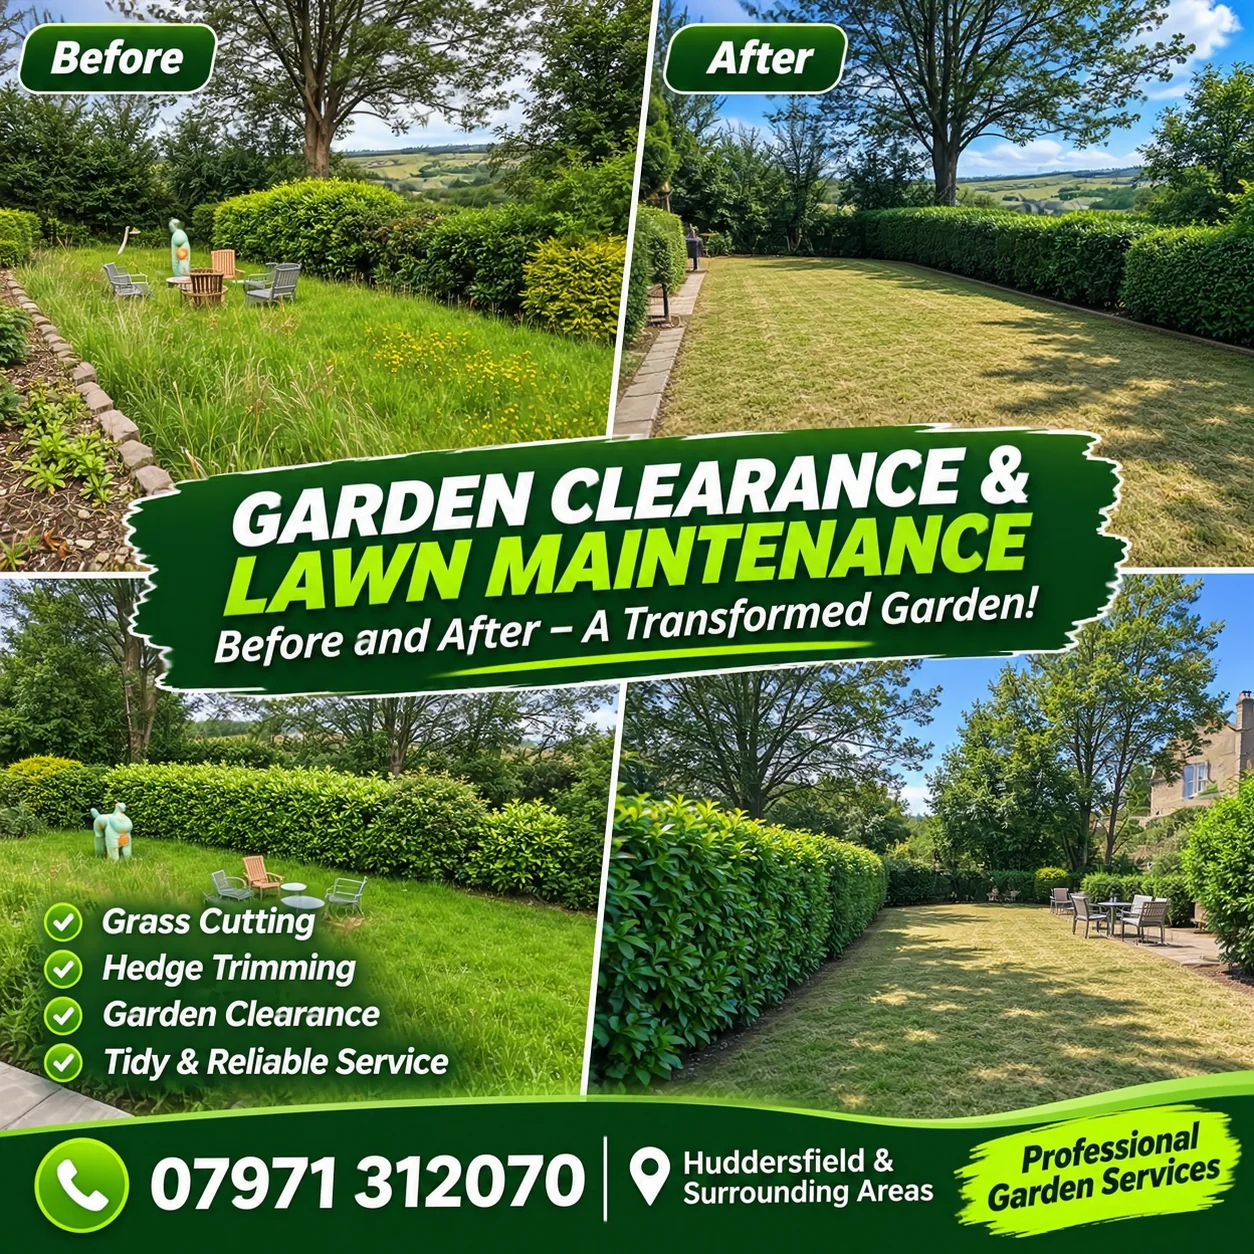 Before
After
GARDEN CLEARANCE &
LAWN MAINTENANCE
Before and After – A Transformed Garden!
Grass Cutting
Hedge Trimming
Garden Clearance
Tidy & Reliable Service
07971 312070
Huddersfield &
Surrounding Areas
Professional
Garden Services